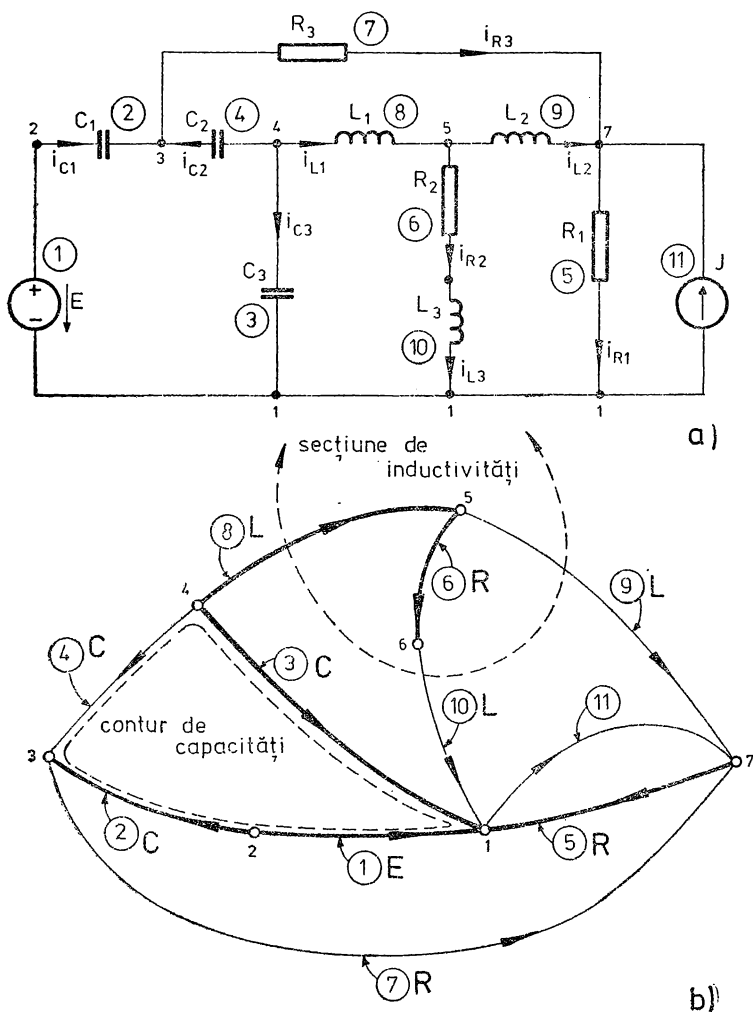 R3 7 iR3
2 C1 2 C2 4 4 L1 8 5 L2 9 7
iC1 3 iC2 iL1 iL2
R2 R1
1 iC3 6 5 11 J
+ E C3 iR2
− 3 L3
10 iL3 iR1
1 1 1
a)
secțiune de
inductivități
5
8 L
6 R
4
9 L
4 C 3 C 6
contur de
capacități
10 L 11
3 7
2 C 2 1 E 1 5 R
7 R
b)